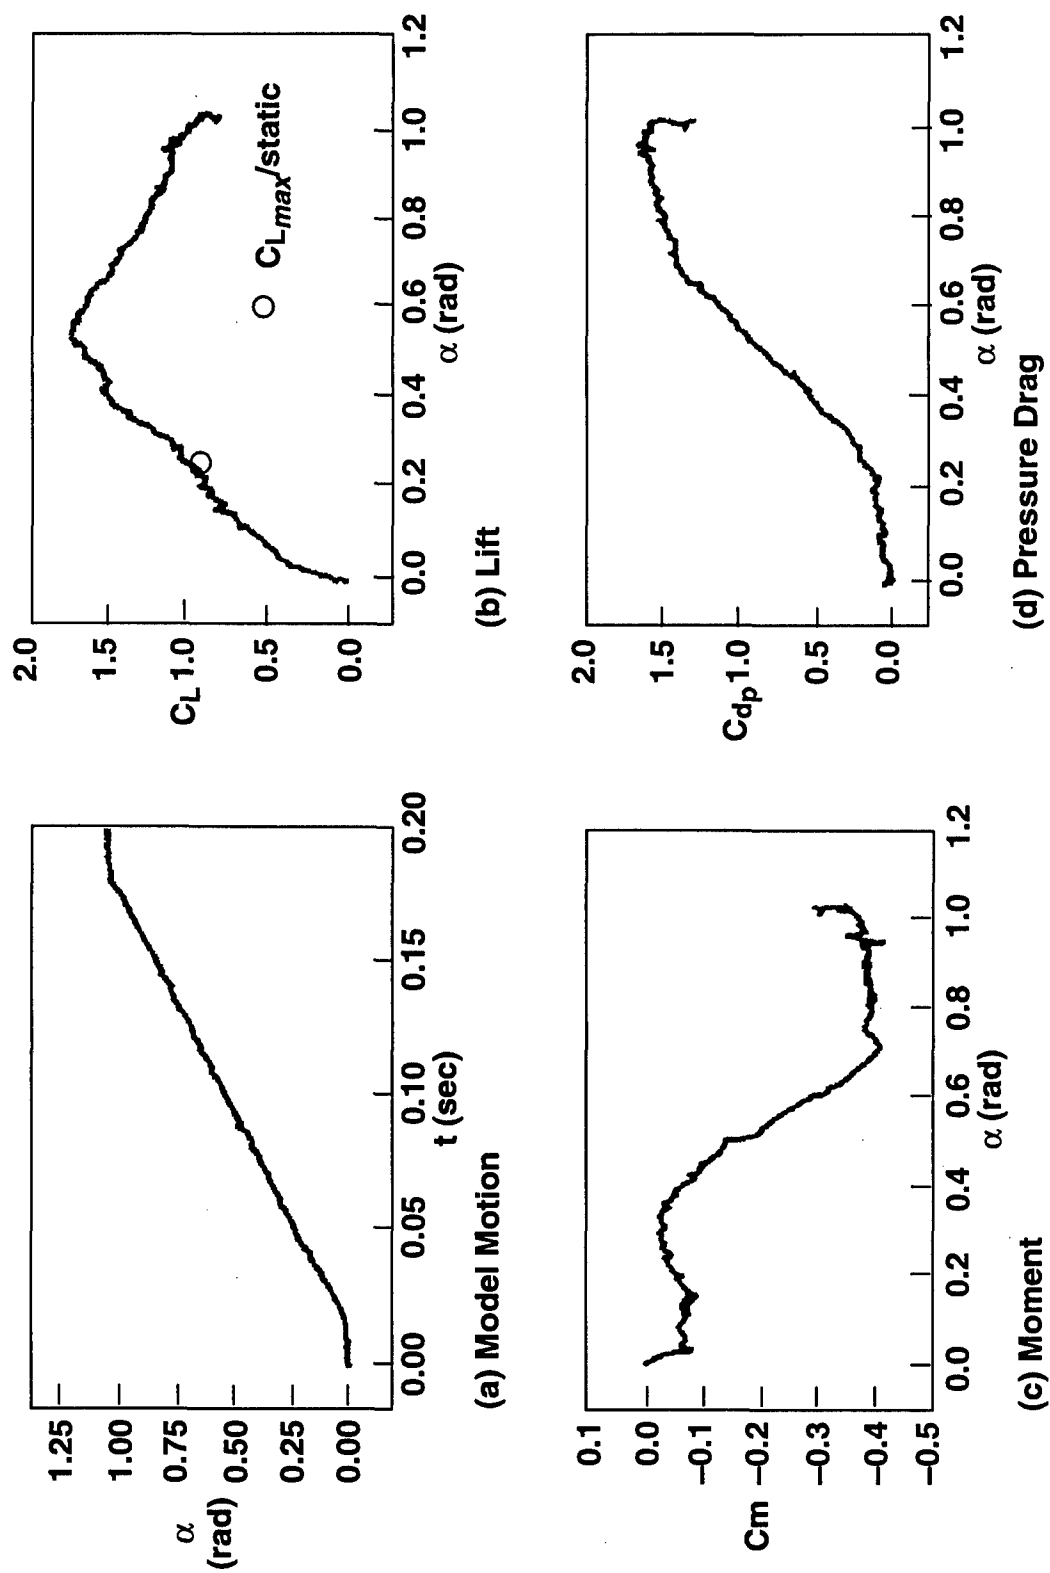 1.25
1.00
α
0.75
(rad)
0.50
0.25
0.00
0.00 0.05 0.10 0.15 0.20
t (sec)
(a) Model Motion
2.0
1.5
CL 1.0
0.5
0.0
0.0 0.2 0.4 0.6 0.8 1.0 1.2
α (rad)
CLmax/static
(b) Lift
0.1
0.0
−0.1
Cm −0.2
−0.3
−0.4
−0.5
0.0 0.2 0.4 0.6 0.8 1.0 1.2
α (rad)
(c) Moment
2.0
1.5
Cdp 1.0
0.5
0.0
0.0 0.2 0.4 0.6 0.8 1.0 1.2
α (rad)
(d) Pressure Drag